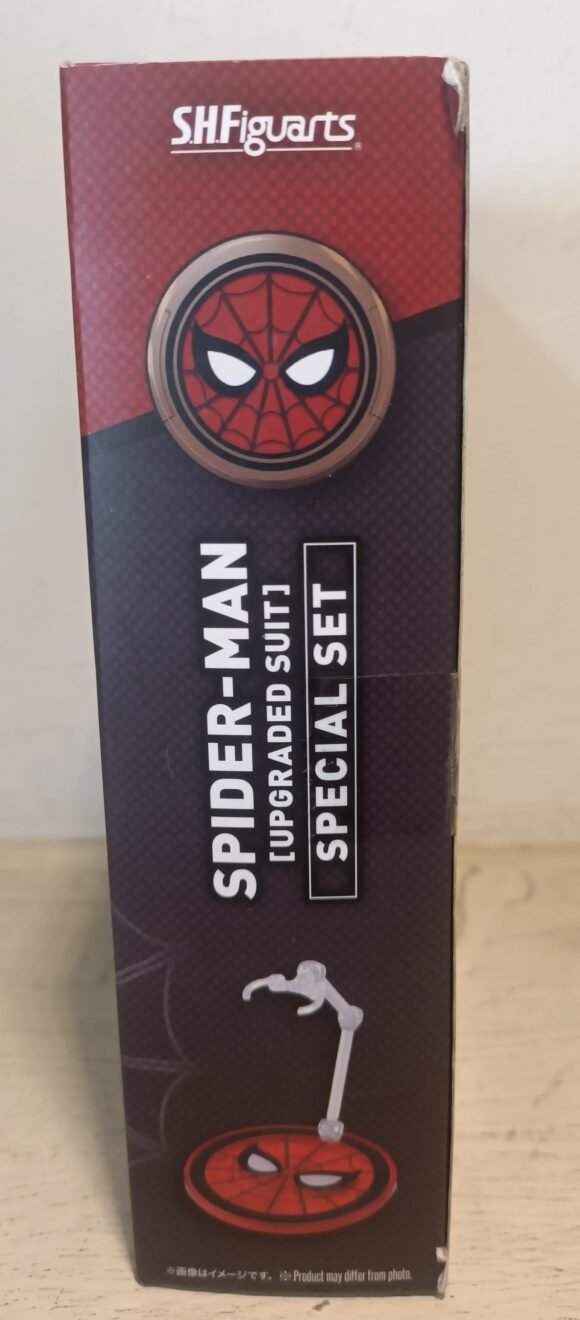 S.H.Figuarts®
SPIDER-MAN
[UPGRADED SUIT]
SPECIAL SET
※画像はイメージです。 ※Product may differ from photo.